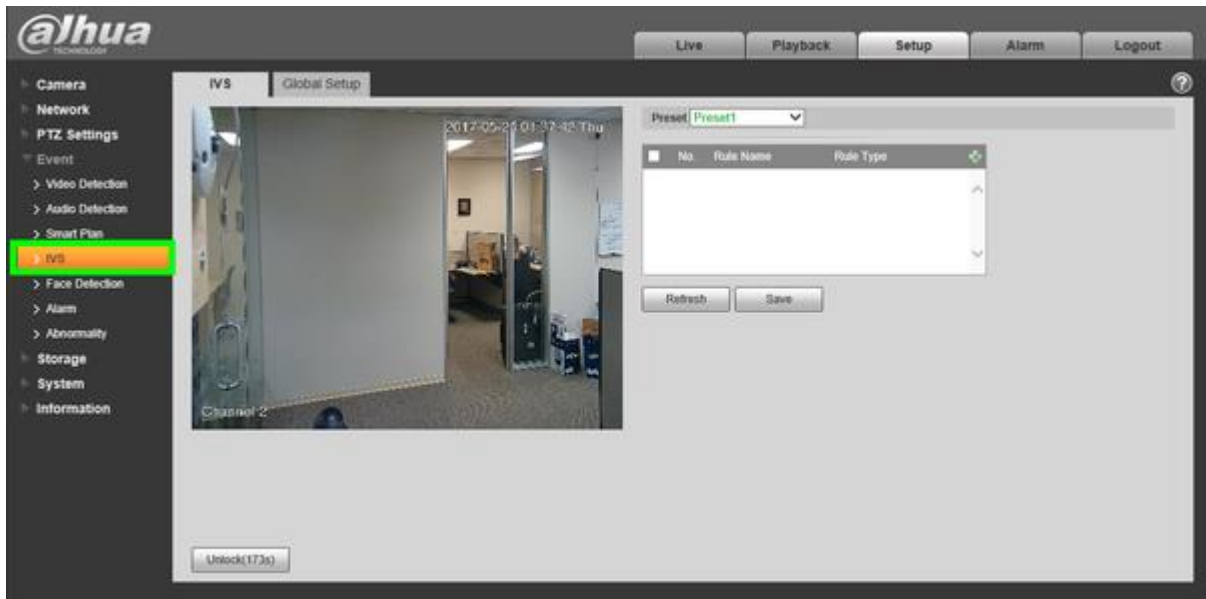 alhua
TECHNOLOGY
Live
Playback
Setup
Alarm
Logout
Camera
Network
PTZ Settings
Event
Video Detection
Audio Detection
Smart Plan
IVS
Face Detection
Alarm
Abnormality
Storage
System
Information
IVS
Global Setup
2017-05-25 01:37:42 Thu
Channel 2
Unlock(173s)
Preset Preset1
No. Rule Name Rule Type
Refresh Save